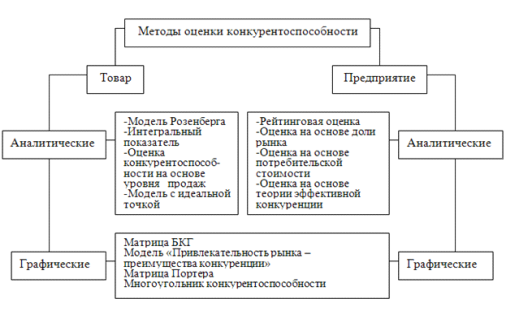 Методы оценки конкурентоспособности
Товар
Предприятие
Аналитические
-Модель Розенберга
-Интегральный
показатель
-Оценка
конкурентоспособ-
ности на основе
уровня продаж
-Модель с идеальной
точкой
-Рейтинговая оценка
-Оценка на основе доли
рынка
-Оценка на основе
потребительской
стоимости
-Оценка на основе
теории эффективной
конкуренции
Аналитические
Графические
Матрица БКГ
Модель «Привлекательность рынка –
преимущества конкуренции»
Матрица Портера
Многоугольник конкурентоспособности
Графические